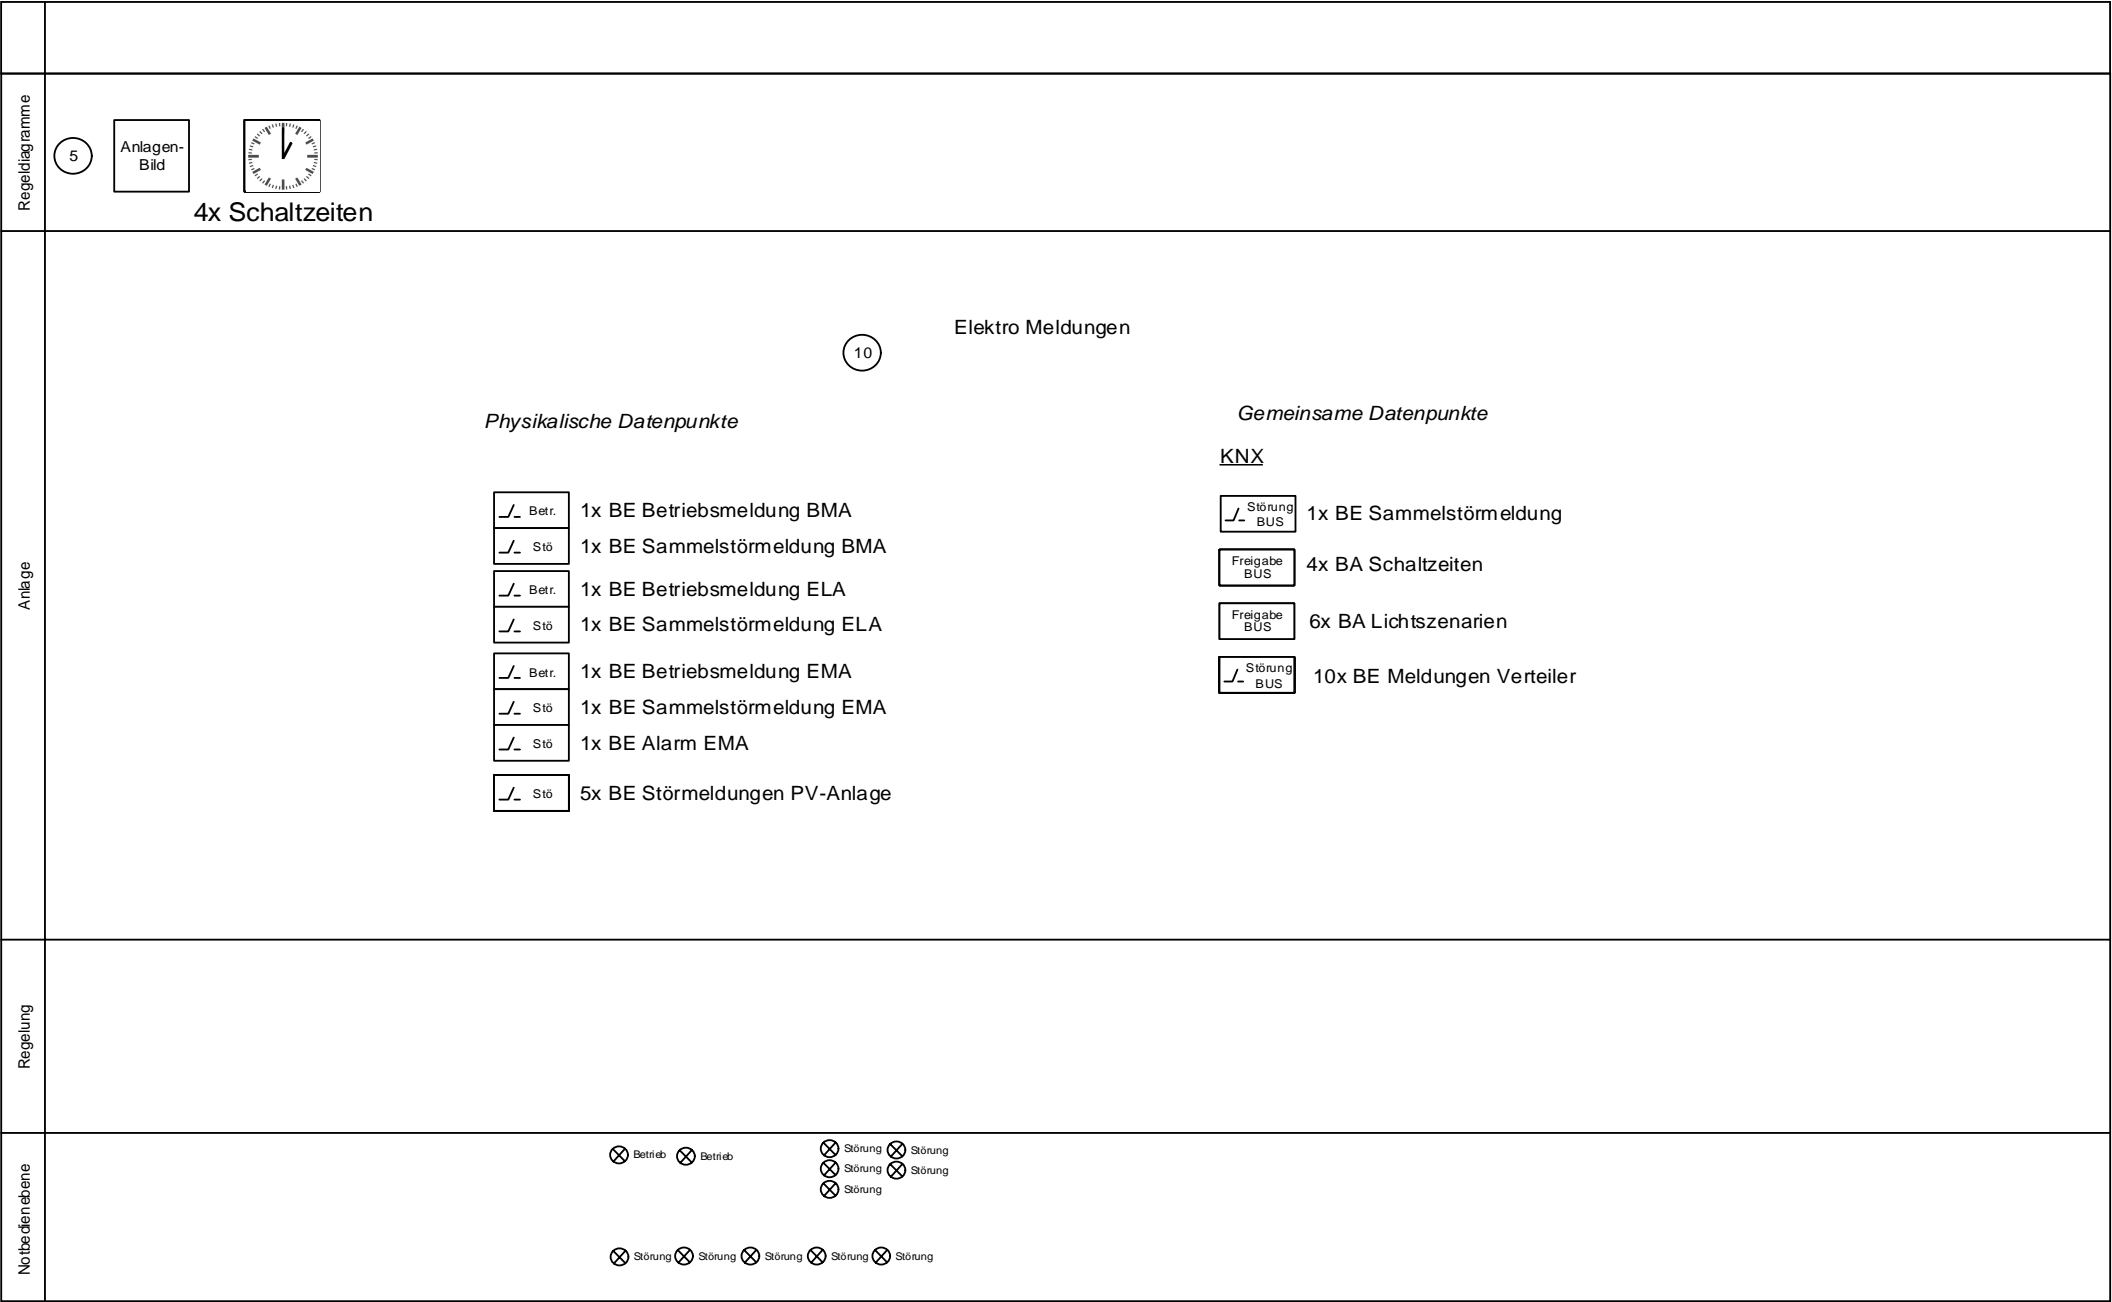 Regeldiagramme
5
Anlagen-
Bild
4x Schaltzeiten
Anlage
Elektro Meldungen
10
Physikalische Datenpunkte
Betr. 1x BE Betriebsmeldung BMA
Stö 1x BE Sammelstörmeldung BMA
Betr. 1x BE Betriebsmeldung ELA
Stö 1x BE Sammelstörmeldung ELA
Betr. 1x BE Betriebsmeldung EMA
Stö 1x BE Sammelstörmeldung EMA
Stö 1x BE Alarm EMA
Stö 5x BE Störmeldungen PV-Anlage
Gemeinsame Datenpunkte
KNX
Störung
BUS
1x BE Sammelstörmeldung
Freigabe
BUS
4x BA Schaltzeiten
Freigabe
BUS
6x BA Lichtszenarien
Störung
BUS
10x BE Meldungen Verteiler
Regelung
Notbedienebene
Betrieb Betrieb
Störung Störung
Störung Störung
Störung
Störung Störung Störung Störung Störung